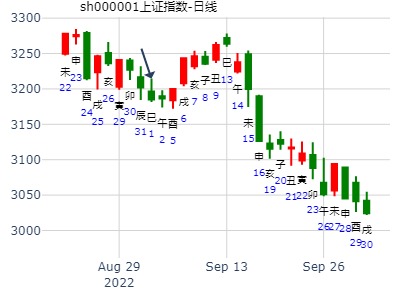 sh000001上证指数-日线
3300
3250
3200
3150
3100
3050
3000
未
22
申
23
酉
24
戌
25
亥
26
寅
29
卯
30
辰
31
巳
1
午
2
酉
5
戌
6
亥
7
子
8
丑
9
巳
13
午
14
未
15
申
16
亥
19
子
20
丑
21
寅
22
卯
23
午
26
未
27
申
28
酉
29
戌
30
Aug 29
2022
Sep 13
Sep 26